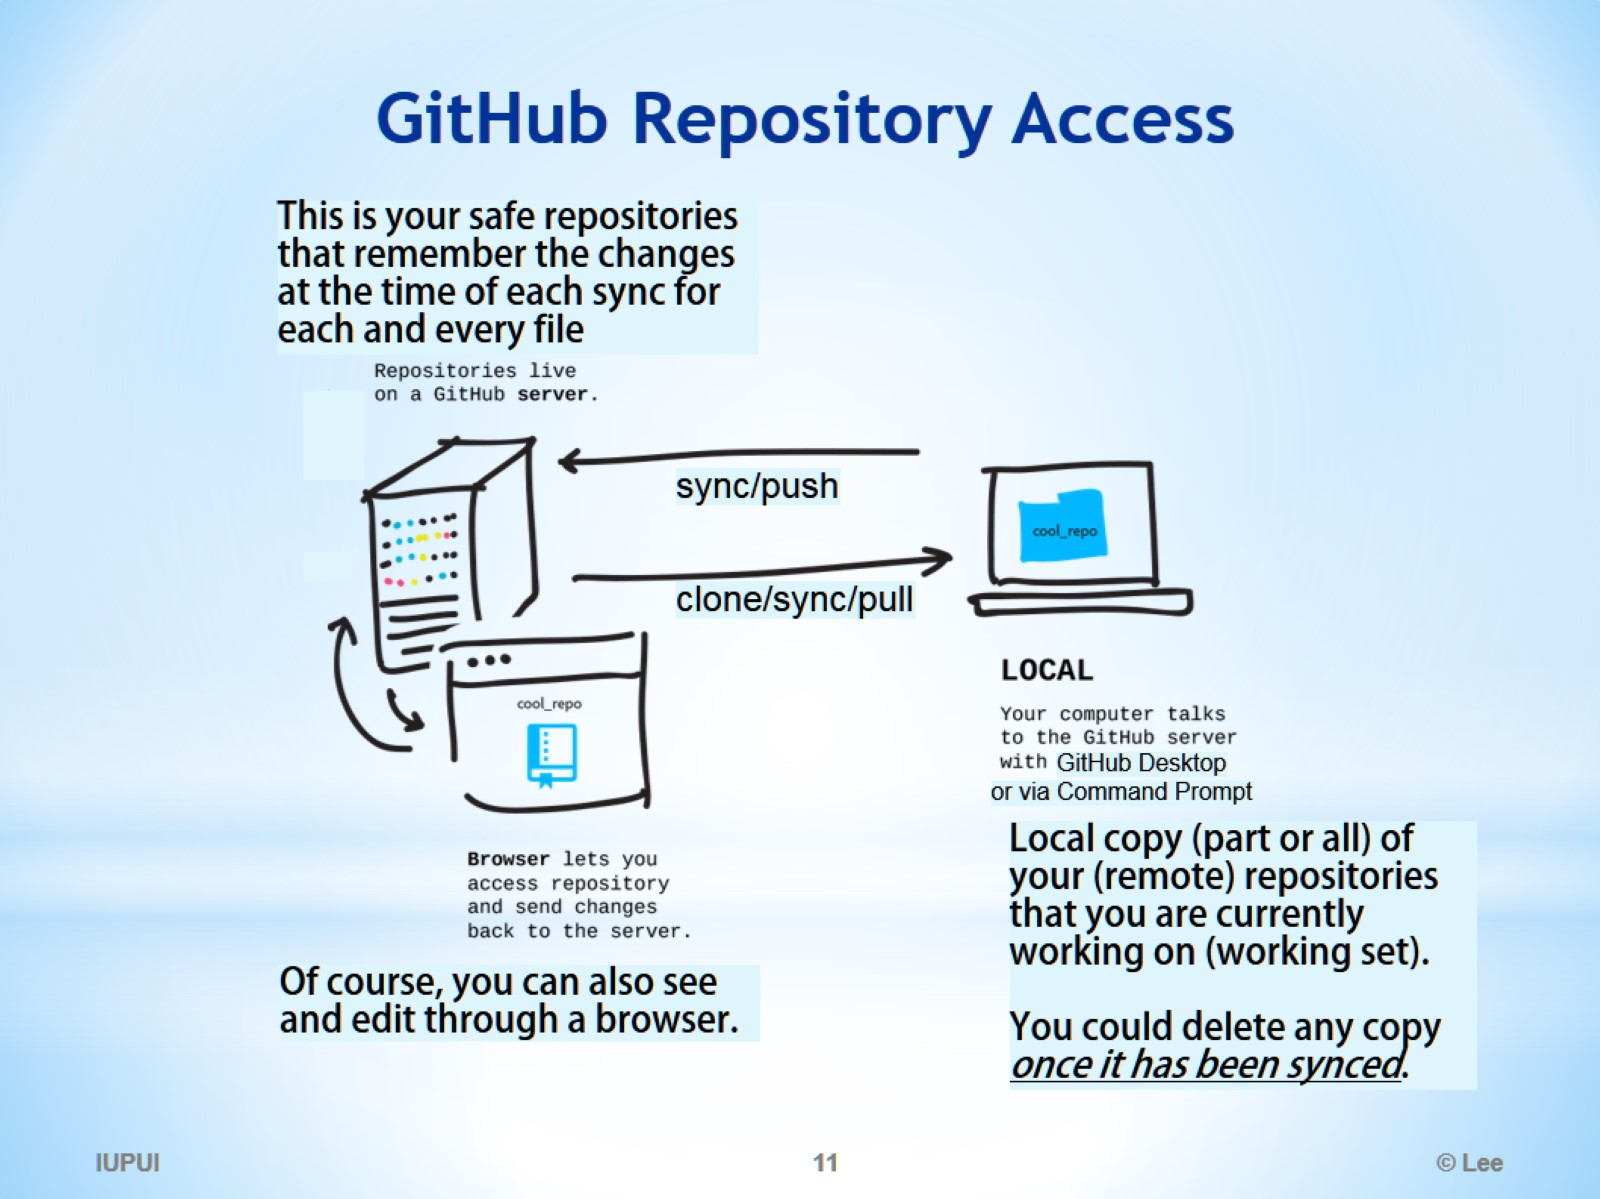 GitHub Repository Access
This is your safe repositories
that remember the changes
at the time of each sync for
each and every file
Repositories live
on a GitHub server.
sync/push
cool_repo
clone/sync/pull
cool_repo
LOCAL
Your computer talks
to the GitHub server
with GitHub Desktop
or via Command Prompt
Browser lets you
access repository
and send changes
back to the server.
Local copy (part or all) of
your (remote) repositories
that you are currently
working on (working set).
Of course, you can also see
and edit through a browser.
You could delete any copy
once it has been synced.
IUPUI
11
© Lee